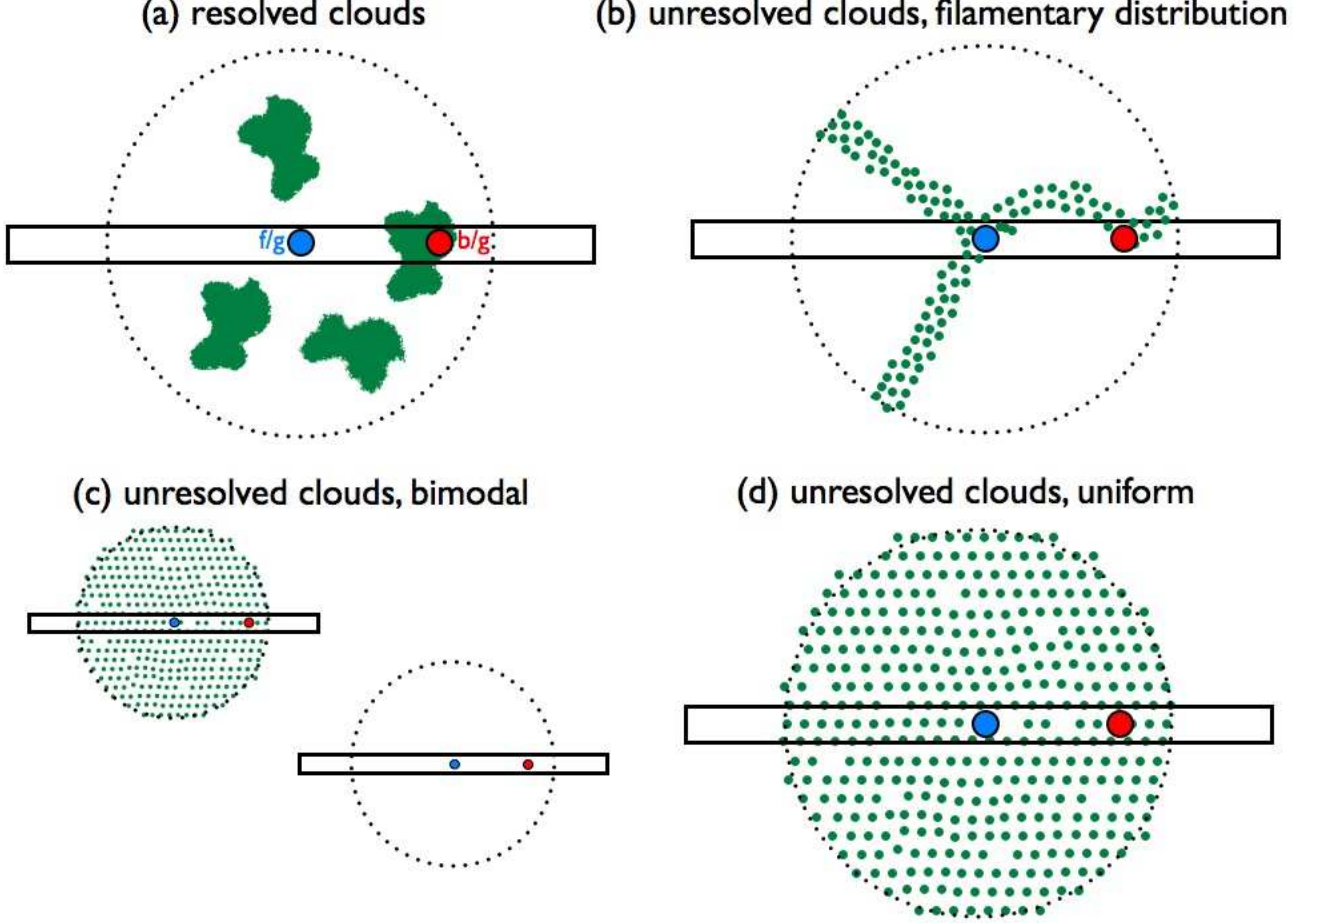 (a) resolved clouds
(b) unresolved clouds, filamentary distribution
f/g
b/g
(c) unresolved clouds, bimodal
(d) unresolved clouds, uniform